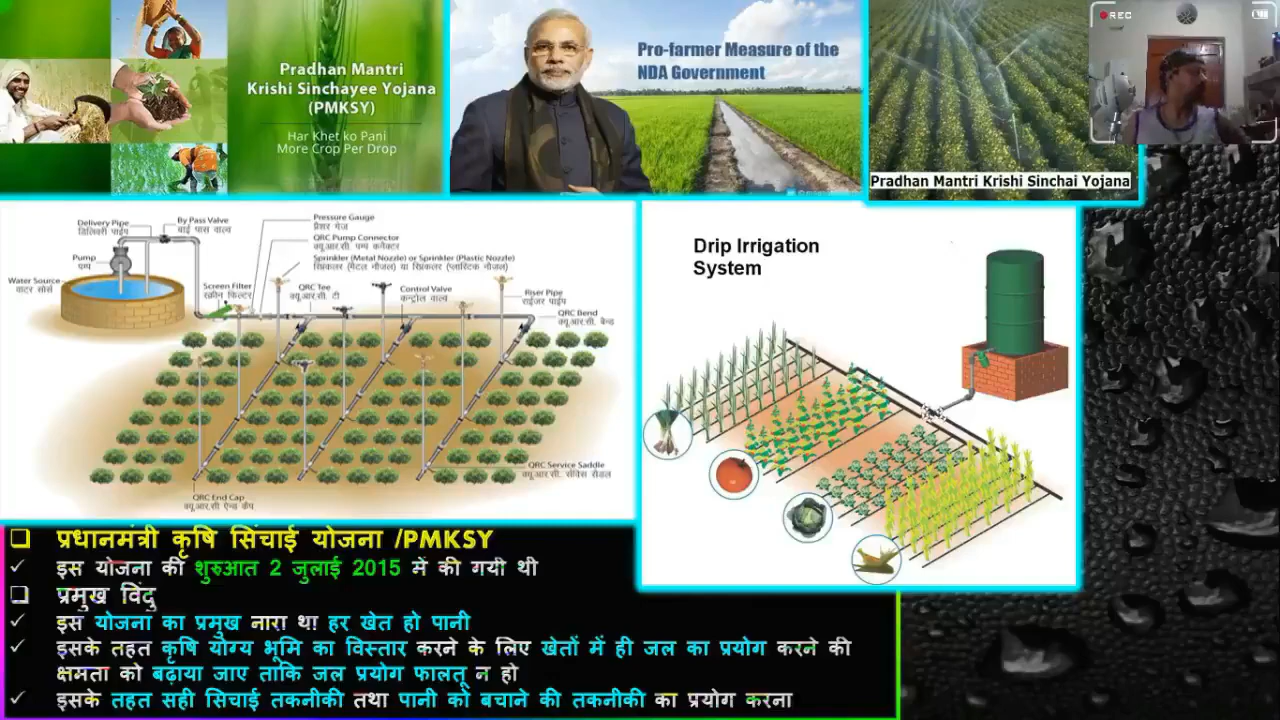 Pradhan Mantri
Krishi Sinchayee Yojana
(PMKSY)
Har Khet ko Pani
More Crop Per Drop
Pro-farmer Measure of the
NDA Government
Pradhan Mantri Krishi Sinchai Yojana
REC
Delivery Pipe
डिलिवरी पाईप
By Pass Valve
बाई पास वाल्व
Pressure Gauge
प्रैशर गेज
QRC Pump Connector
क्यू.आर.सी. पम्प कनैक्टर
Pump
पम्प
Sprinkler (Metal Nozzle) or Sprinkler (Plastic Nozzle)
स्प्रिंकलर (मैटल नौजल) या स्प्रिंकलर (प्लास्टिक नौजल)
Water Source
वाटर सोर्स
Screen Filter
स्क्रीन फिल्टर
QRC Tee
क्यू.आर.सी. टी
Control Valve
कन्ट्रोल वाल्व
Riser Pipe
राईजर पाईप
QRC Bend
क्यू.आर.सी. बैन्ड
QRC Service Saddle
क्यू.आर.सी. सर्विस सैडल
QRC End Cap
क्यू.आर.सी ऐन्ड कैप
Drip Irrigation
System
प्रधानमंत्री कृषि सिंचाई योजना /PMKSY
इस योजना की शुरुआत 2 जुलाई 2015 में की गयी थी
प्रमुख विंदु
इस योजना का प्रमुख नारा था हर खेत हो पानी
इसके तहत कृषि योग्य भूमि का विस्तार करने के लिए खेतों में ही जल का प्रयोग करने की
क्षमता को बढ़ाया जाए ताकि जल प्रयोग फालतू न हो
इसके तहत सही सिचाई तकनीकी तथा पानी को बचाने की तकनीकी का प्रयोग करना